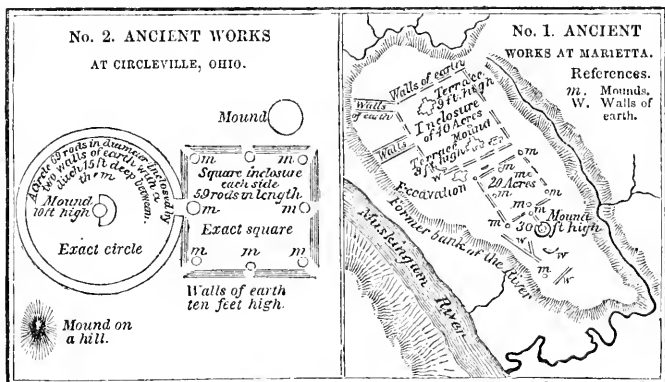 No. 2. ANCIENT WORKS
AT CIRCLEVILLE, OHIO.
Mound
A Circle 69 rods in diameter Inclosed by
two walls of earth with a
ditch 15 ft deep between.
m
Mound
10 ft high
Exact circle
m m m
Square inclosure
each side
59 rods in length
m m
Exact square
m m m
Walls of earth
ten feet high.
Mound on
a hill.
No. 1. ANCIENT
WORKS AT MARIETTA.
References.
m. Mounds.
W. Walls of
earth.
Walls of earth
Terrace
9 ft. high
Walls
of earth
Inclosure
of 40 Acres
Walls
Terrace
9 ft high
Mound
m
W
Excavation
20 Acres
m
m
m
m
m
Mound
30 ft high
m
w
w
m
w
Former bank of the River
Muskingum
River